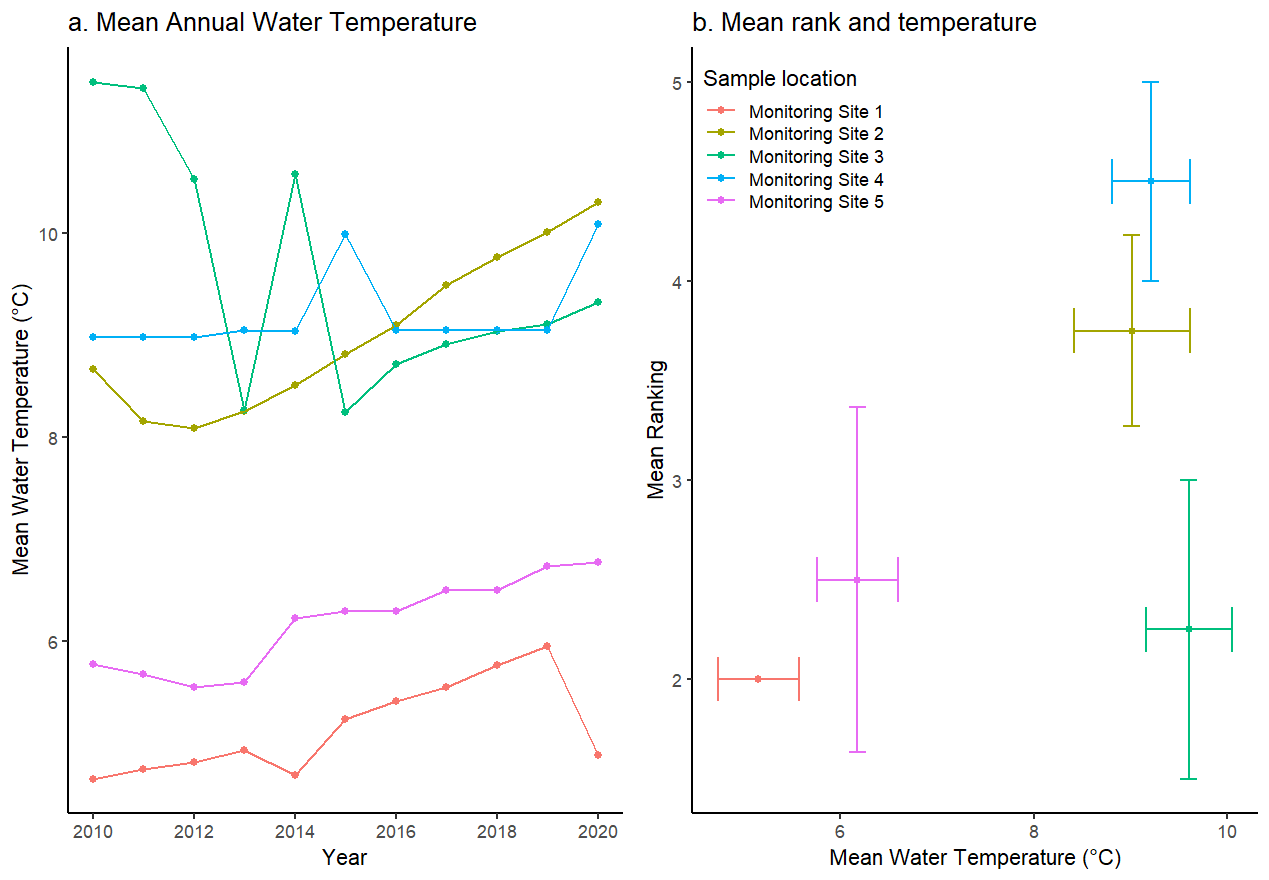 a. Mean Annual Water Temperature
Mean Water Temperature (°C)
10
8
6
2010 2012 2014 2016 2018 2020
Year
b. Mean rank and temperature
Sample location
Monitoring Site 1
Monitoring Site 2
Monitoring Site 3
Monitoring Site 4
Monitoring Site 5
Mean Ranking
5
4
3
2
6 8 10
Mean Water Temperature (°C)